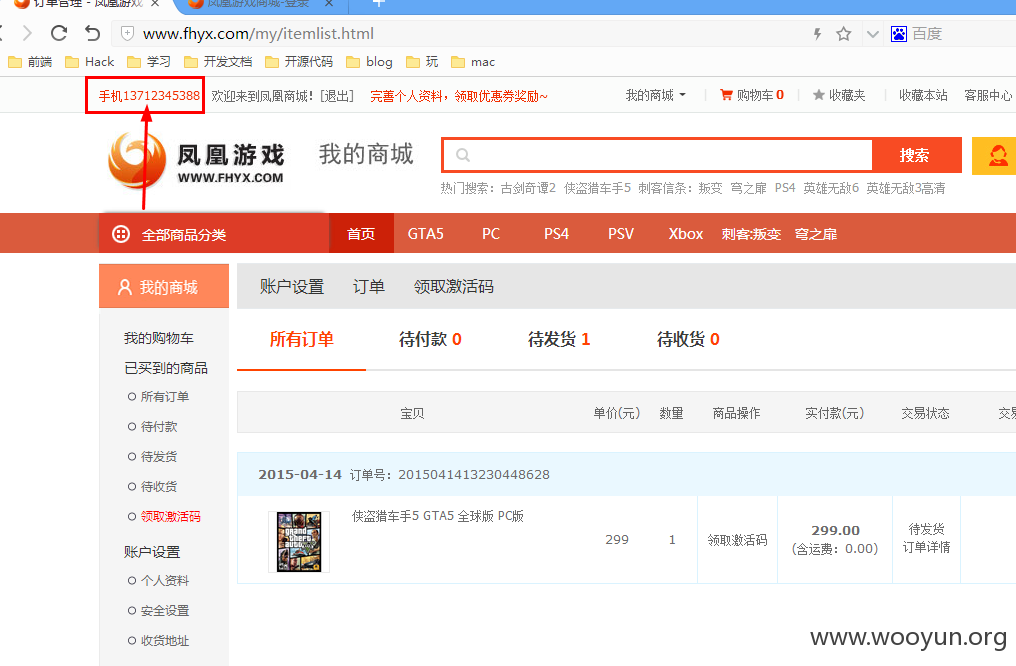 订单管理 - 凤凰游戏 × 凤凰游戏商城-登录 × +
www.fhyx.com/my/itemlist.html 百度
前端 Hack 学习 开发文档 开源代码 blog 玩 mac
手机13712345388 欢迎来到凤凰商城! [退出] 完善个人资料，领取优惠券奖励~ 我的商城 购物车 0 收藏夹 收藏本站 客服中心
凤凰游戏 我的商城 搜索
WWW.FHYX.COM
热门搜索：古剑奇谭2 侠盗猎车手5 刺客信条：叛变 穹之扉 PS4 英雄无敌6 英雄无敌3高清
全部商品分类 首页 GTA5 PC PS4 PSV Xbox 刺客:叛变 穹之扉
我的商城 账户设置 订单 领取激活码
我的购物车
已买到的商品
所有订单
待付款
待发货
待收货
领取激活码
账户设置
个人资料
安全设置
收货地址
所有订单 待付款 0 待发货 1 待收货 0
宝贝 单价(元) 数量 商品操作 实付款(元) 交易状态 交易
2015-04-14 订单号：2015041413230448628
grand
theft
auto
侠盗猎车手5 GTA5 全球版 PC版
299 1 领取激活码 299.00 待发货
(含运费：0.00) 订单详情
www.wooyun.org